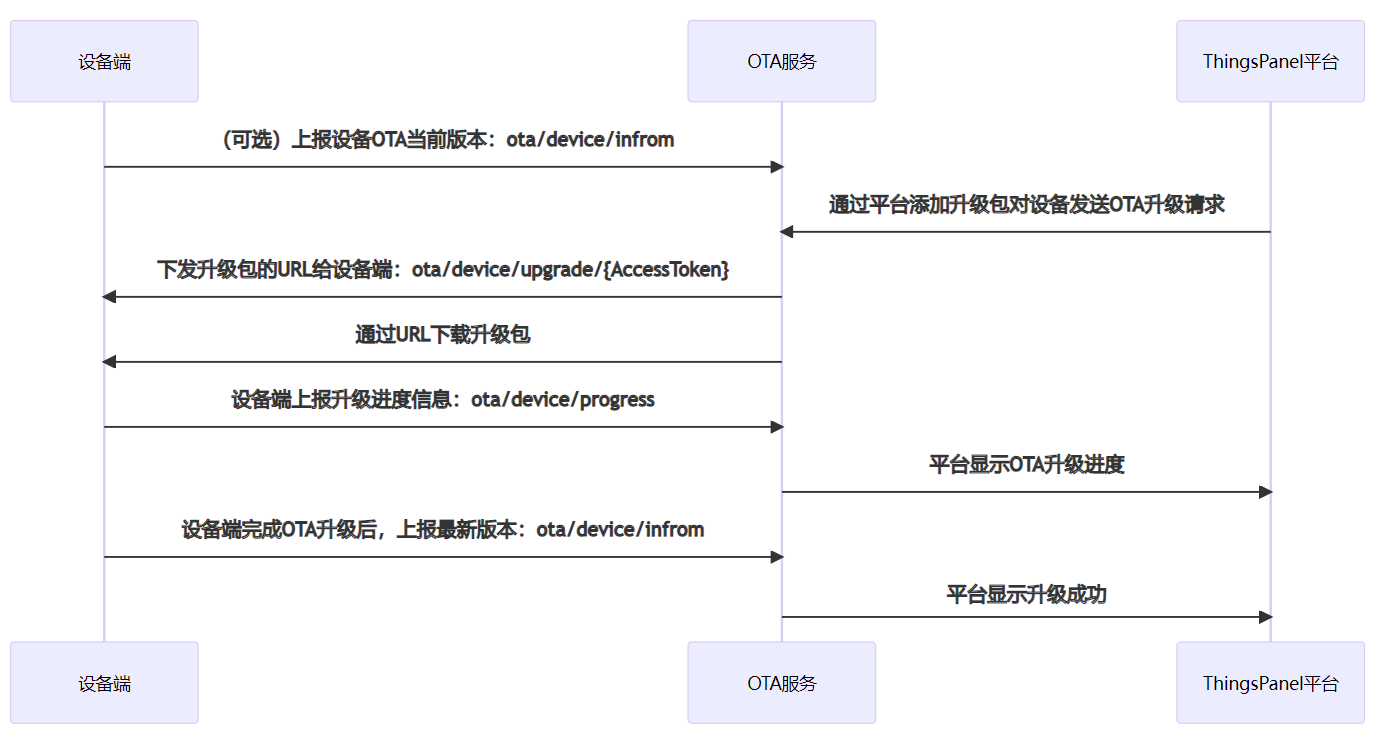 设备端
OTA服务
ThingsPanel平台
（可选）上报设备OTA当前版本：ota/device/infrom
通过平台添加升级包对设备发送OTA升级请求
下发升级包的URL给设备端：ota/device/upgrade/{AccessToken}
通过URL下载升级包
设备端上报升级进度信息：ota/device/progress
平台显示OTA升级进度
设备端完成OTA升级后，上报最新版本：ota/device/infrom
平台显示升级成功
设备端
OTA服务
ThingsPanel平台